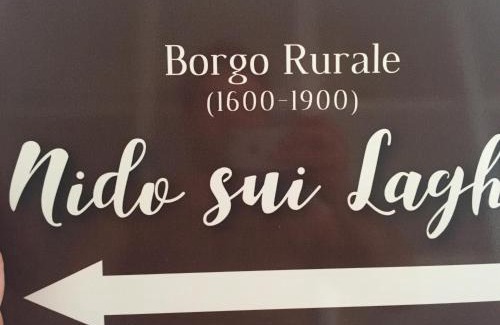 Borgo Rurale
(1600-1900)
Nido sui Lagh